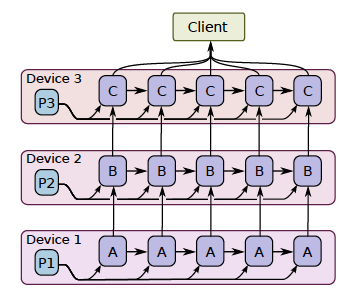 Client
Device 3
P3 C C C C C
Device 2
P2 B B B B B
Device 1
P1 A A A A A